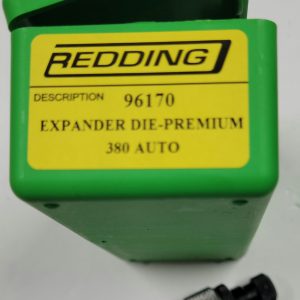 REDDING
DESCRIPTION 96170
EXPANDER DIE-PREMIUM
380 AUTO